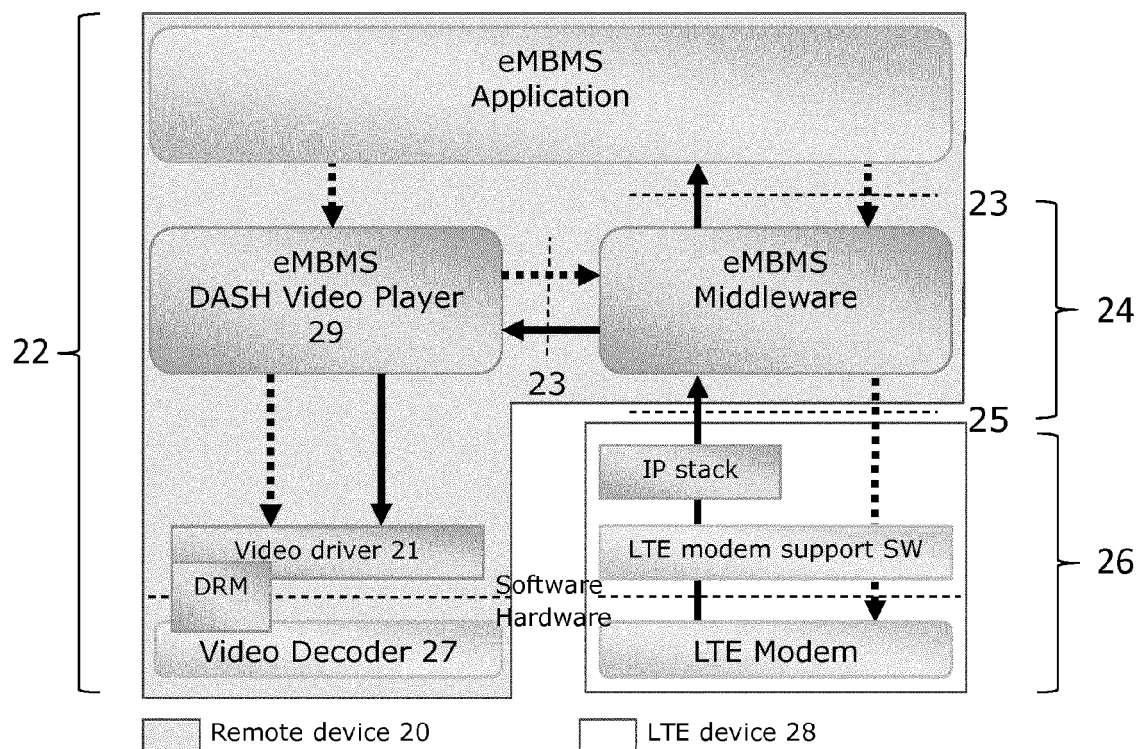 eMBMS
Application
23
eMBMS
DASH Video Player
29
eMBMS
Middleware
22
24
23
25
IP stack
Video driver 21
LTE modem support SW
DRM
26
Software
Hardware
Video Decoder 27
LTE Modem
Remote device 20
LTE device 28